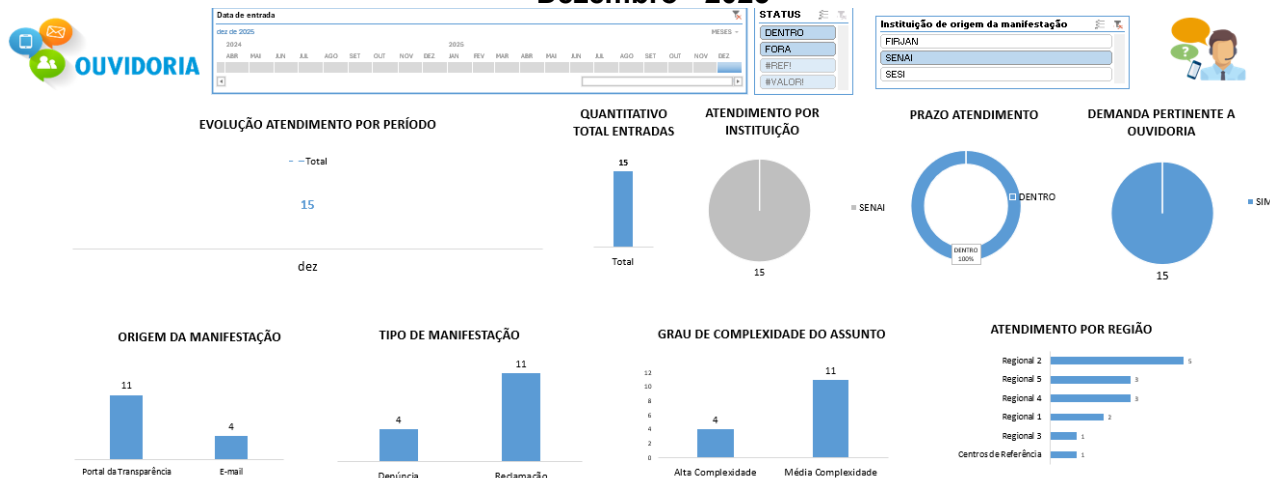 Dezembro - 2025
Data de entrada
dez de 2025
MESES
2024
2025
ABR MAI JUN JUL AGO SET OUT NOV DEZ JAN FEV MAR ABR MAI JUN JUL AGO SET OUT NOV DEZ
STATUS
DENTRO
FORA
#REF!
#VALOR!
Instituição de origem da manifestação
FIRJAN
SENAI
SESI
OUVIDORIA
EVOLUÇÃO ATENDIMENTO POR PERÍODO
Total
15
dez
QUANTITATIVO
TOTAL ENTRADAS
15
Total
ATENDIMENTO POR
INSTITUIÇÃO
SENAI
15
PRAZO ATENDIMENTO
DENTRO
DENTRO
100%
DEMANDA PERTINENTE A
OUVIDORIA
SIM
15
ORIGEM DA MANIFESTAÇÃO
11
4
Portal da Transparência
E-mail
TIPO DE MANIFESTAÇÃO
11
4
Denúncia
Reclamação
GRAU DE COMPLEXIDADE DO ASSUNTO
12
10
8
6
4
2
0
4
11
Alta Complexidade
Média Complexidade
ATENDIMENTO POR REGIÃO
Regional 2 5
Regional 5 3
Regional 4 3
Regional 1 2
Regional 3 1
Centros de Referência 1